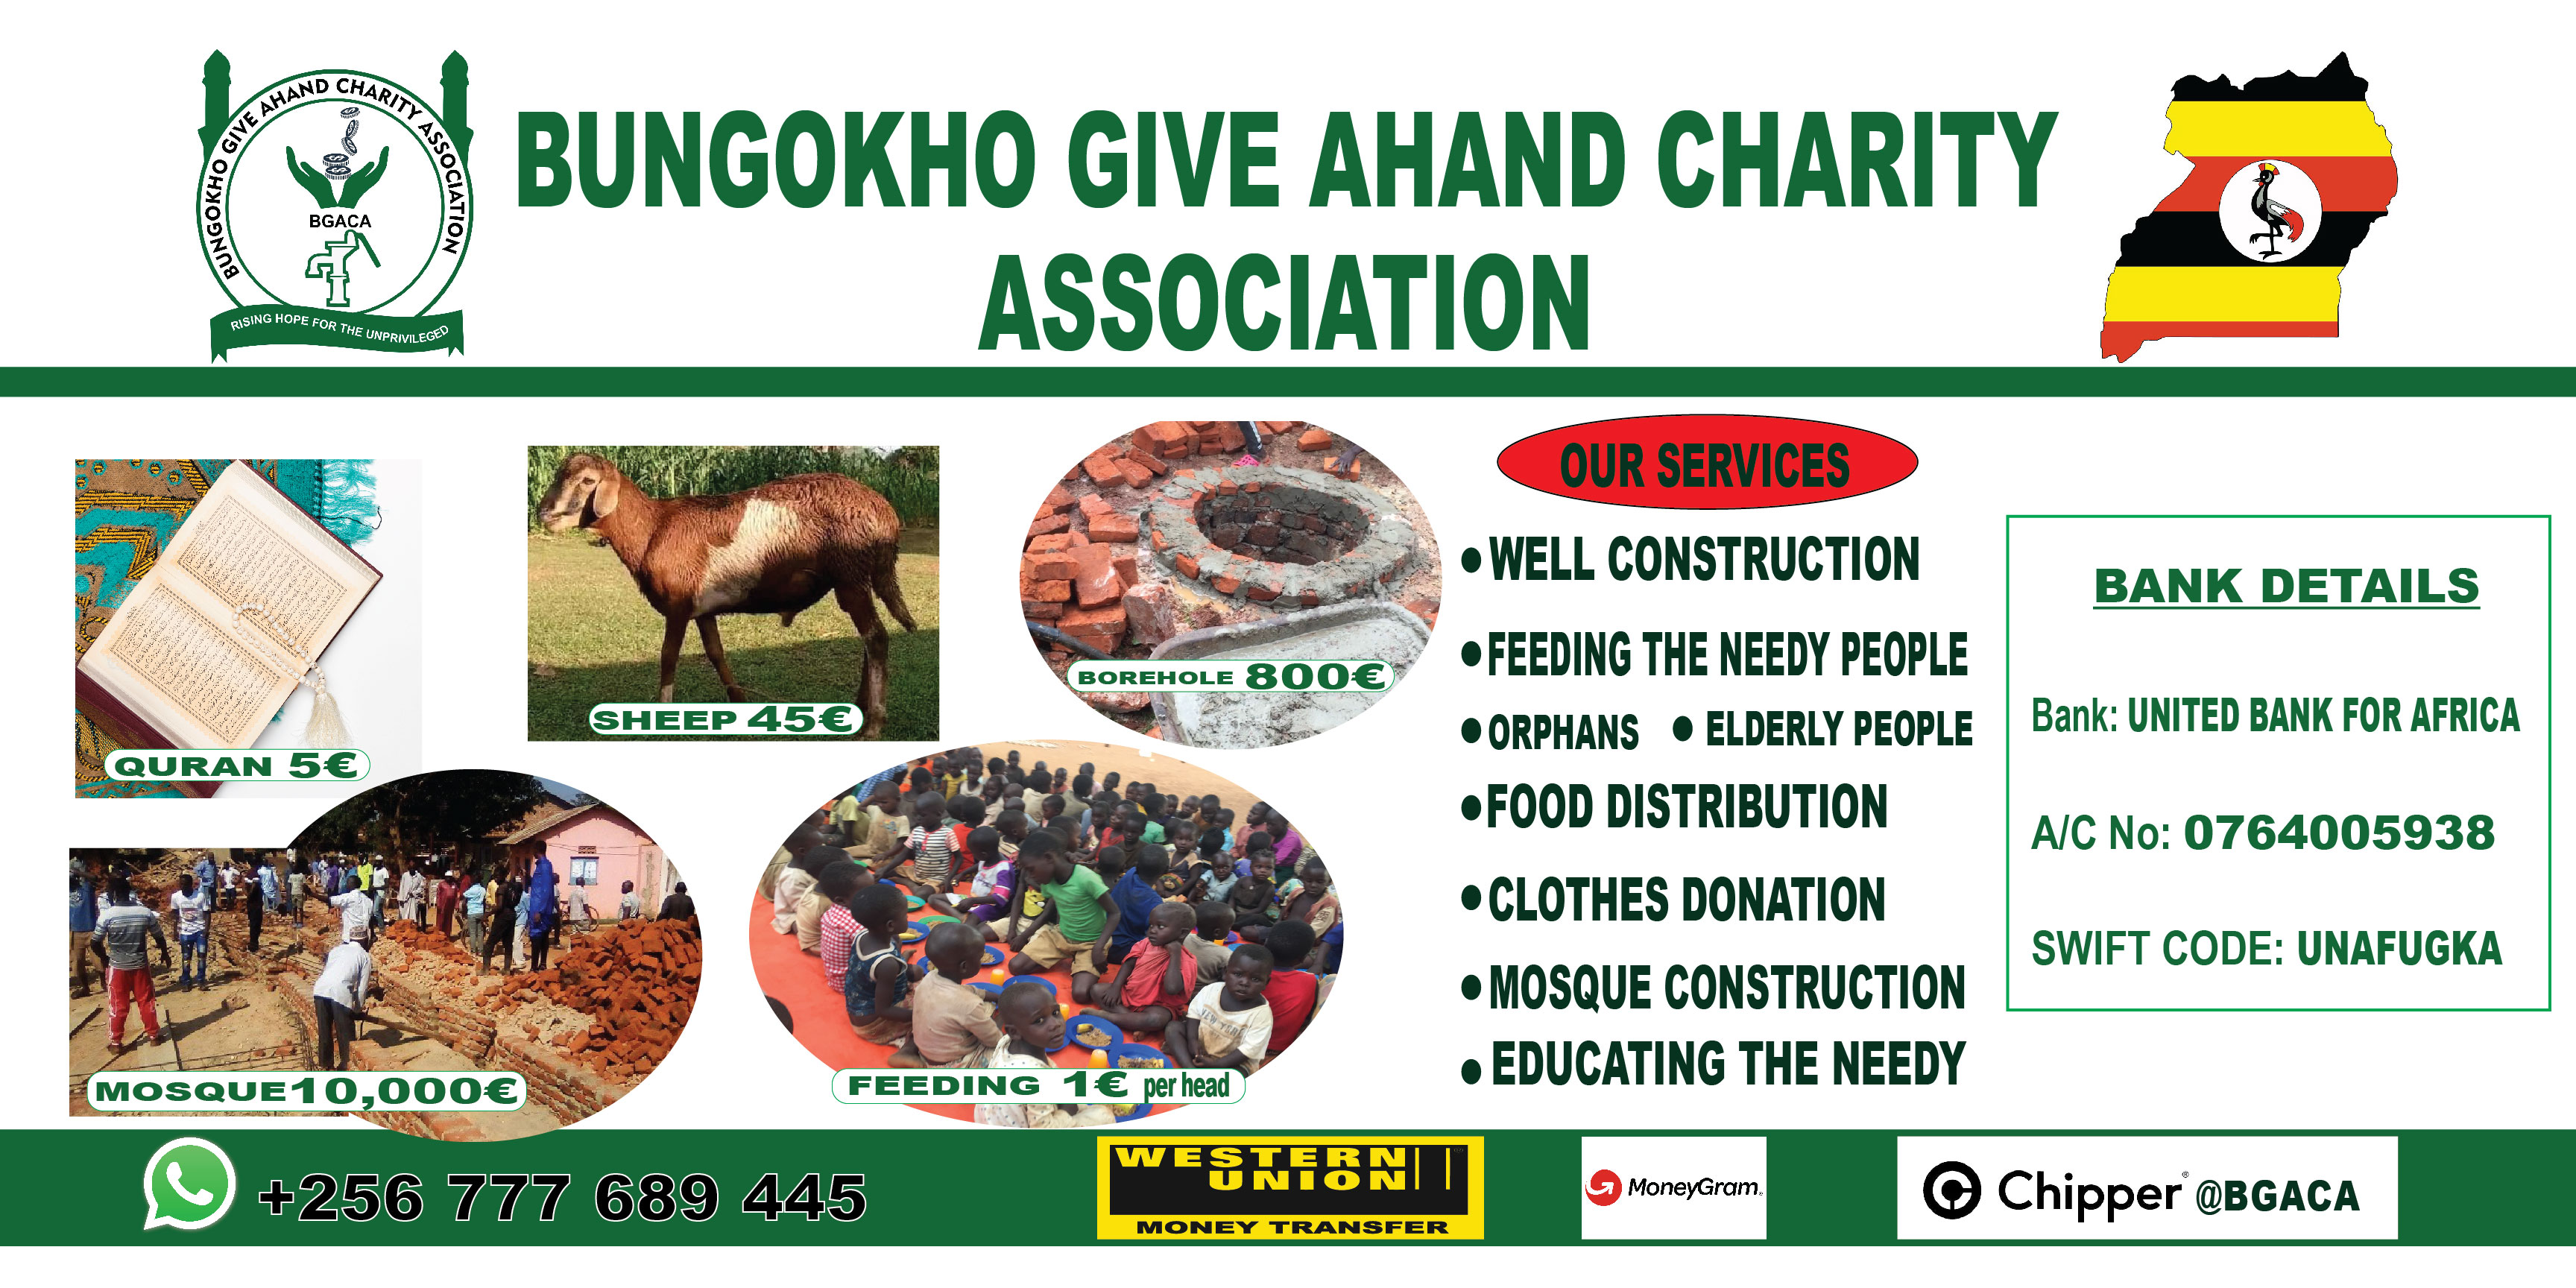 BUNGOKHO GIVE AHAND CHARITY ASSOCIATION
BGACA
RISING HOPE FOR THE UNPRIVILEGED
BUNGOKHO GIVE AHAND CHARITY
ASSOCIATION
QURAN 5€
SHEEP 45€
BOREHOLE 800€
MOSQUE 10,000€
FEEDING 1€ per head
OUR SERVICES
• WELL CONSTRUCTION
• FEEDING THE NEEDY PEOPLE
• ORPHANS • ELDERLY PEOPLE
• FOOD DISTRIBUTION
• CLOTHES DONATION
• MOSQUE CONSTRUCTION
• EDUCATING THE NEEDY
BANK DETAILS
Bank: UNITED BANK FOR AFRICA
A/C No: 0764005938
SWIFT CODE: UNAFUGKA
+256 777 689 445
WESTERN
UNION
MONEY TRANSFER
MoneyGram
Chipper® @BGACA